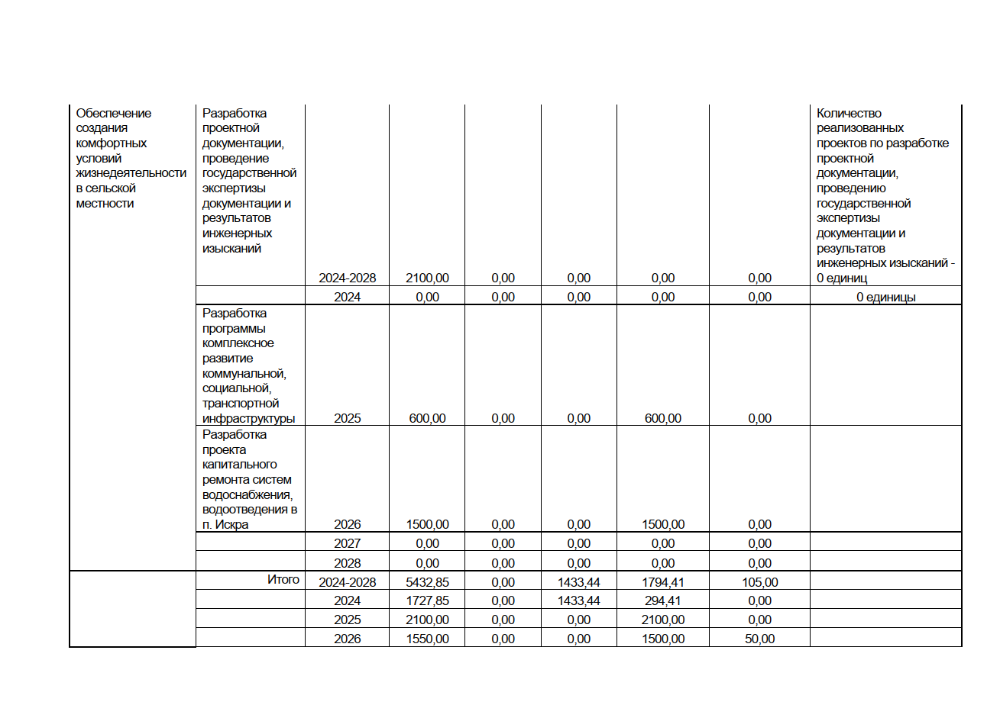 Обеспечение
создания
комфортных
условий
жизнедеятельности
в сельской
местности
Разработка
проектной
документации,
проведение
государственной
экспертизы
документации и
результатов
инженерных
изысканий
2024-2028 2100,00 0,00 0,00 0,00 0,00
Количество
реализованных
проектов по разработке
проектной
документации,
проведению
государственной
экспертизы
документации и
результатов
инженерных изысканий -
0 единиц
2024 0,00 0,00 0,00 0,00 0,00 0 единицы
Разработка
программы
комплексное
развитие
коммунальной,
социальной,
транспортной
инфраструктуры 2025 600,00 0,00 0,00 600,00 0,00
Разработка
проекта
капитального
ремонта систем
водоснабжения,
водоотведения в
п. Искра 2026 1500,00 0,00 0,00 1500,00 0,00
2027 0,00 0,00 0,00 0,00 0,00
2028 0,00 0,00 0,00 0,00 0,00
Итого 2024-2028 5432,85 0,00 1433,44 1794,41 105,00
2024 1727,85 0,00 1433,44 294,41 0,00
2025 2100,00 0,00 0,00 2100,00 0,00
2026 1550,00 0,00 0,00 1500,00 50,00